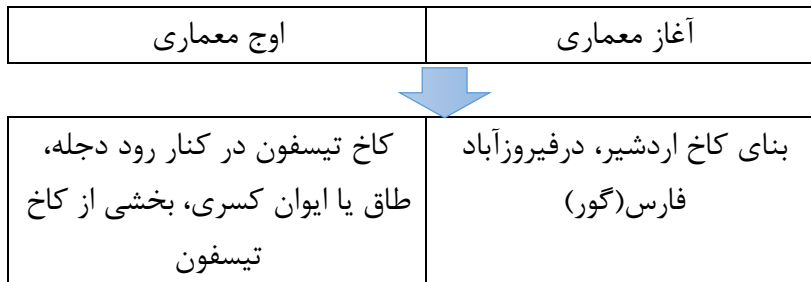 آغاز معماری
اوج معماری
بنای کاخ اردشیر، درفیروزآباد
فارس(گور)
کاخ تیسفون در کنار رود دجله،
طاق یا ایوان کسری، بخشی از کاخ
تیسفون